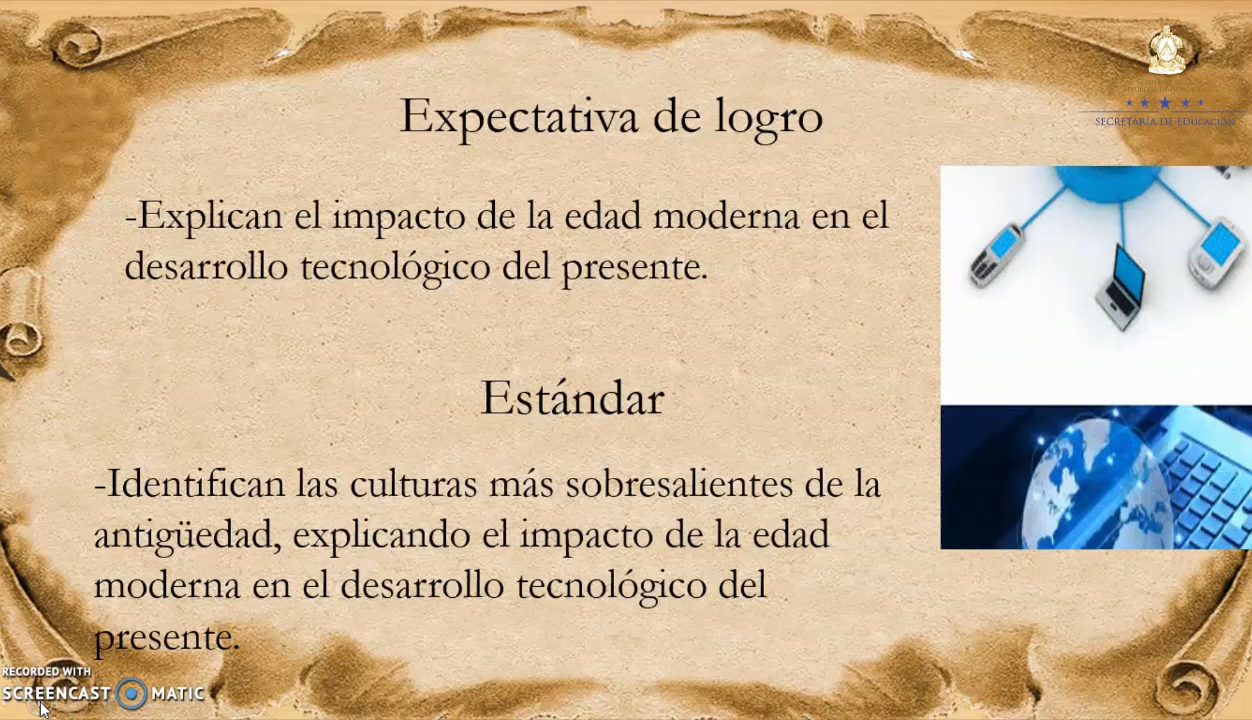 Expectativa de logro
SECRETARÍA DE EDUCACIÓN
-Explican el impacto de la edad moderna en el
desarrollo tecnológico del presente.
Estándar
-Identifican las culturas más sobresalientes de la
antigüedad, explicando el impacto de la edad
moderna en el desarrollo tecnológico del
presente.
RECORDED WITH
SCREENCAST MATIC